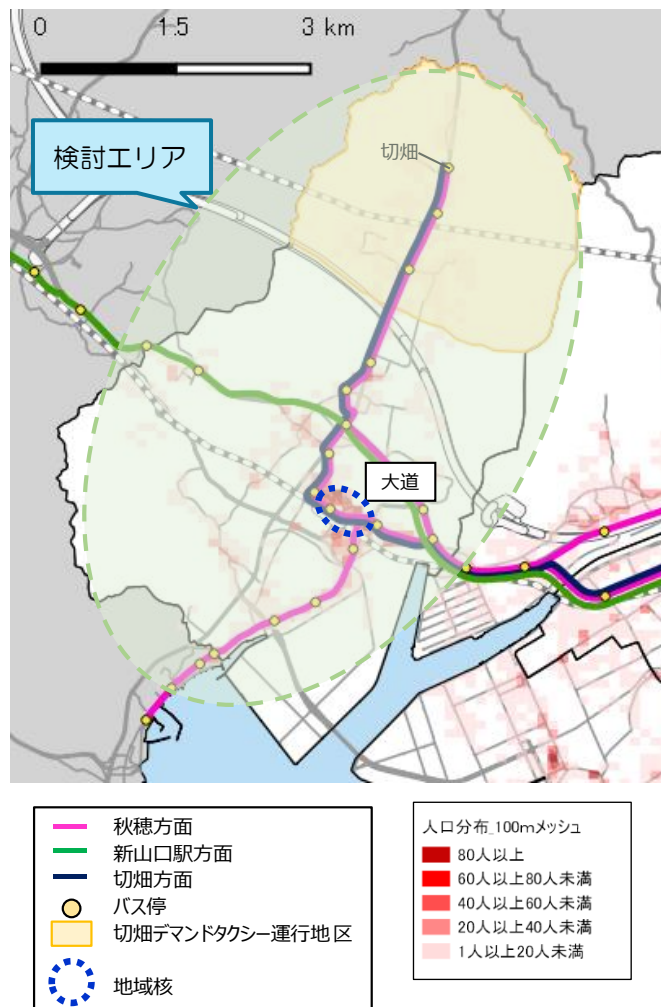 0 1.5 3 km
検討エリア
切畑
大道
秋穂方面
新山口駅方面
切畑方面
バス停
切畑デマンドタクシー運行地区
地域核
人口分布_100mメッシュ
80人以上
60人以上80人未満
40人以上60人未満
20人以上40人未満
1人以上20人未満